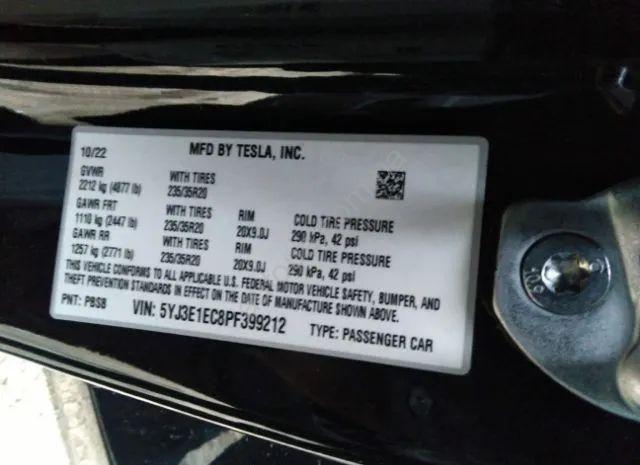 10/22 MFD BY TESLA, INC.
GVWR WITH TIRES
2212 kg (4877 lb) 235/35R20
GAWR FRT WITH TIRES RIM COLD TIRE PRESSURE
1110 kg (2447 lb) 235/35R20 20X9.0J 290 kPa, 42 psi
GAWR RR WITH TIRES RIM COLD TIRE PRESSURE
1257 kg (2771 lb) 235/35R20 20X9.0J 290 kPa, 42 psi
THIS VEHICLE CONFORMS TO ALL APPLICABLE U.S. FEDERAL MOTOR VEHICLE SAFETY, BUMPER, AND
THEFT PREVENTION STANDARDS IN EFFECT ON THE DATE OF MANUFACTURE SHOWN ABOVE.
PNT: PBSB VIN: 5YJ3E1EC8PF399212 TYPE: PASSENGER CAR